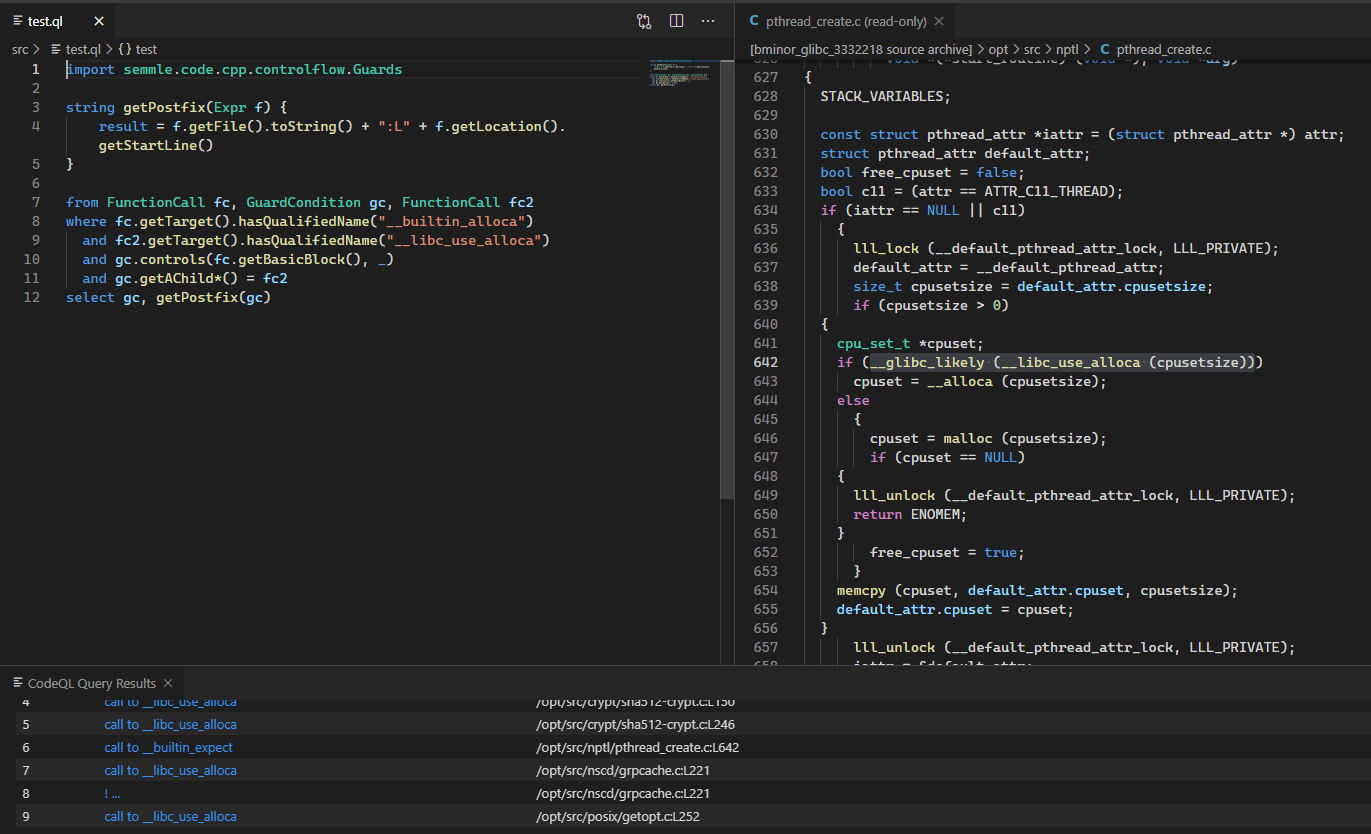 test.ql
src > test.ql > {} test
1 import semmle.code.cpp.controlflow.Guards
2
3 string getPostfix(Expr f) {
4 result = f.getFile().toString() + ":L" + f.getLocation().
getStartLine()
5 }
6
7 from FunctionCall fc, GuardCondition gc, FunctionCall fc2
8 where fc.getTarget().hasQualifiedName("__builtin_alloca")
9 and fc2.getTarget().hasQualifiedName("__libc_use_alloca")
10 and gc.controls(fc.getBasicBlock(), _)
11 and gc.getAChild*() = fc2
12 select gc, getPostfix(gc)
C pthread_create.c (read-only)
[bminor_glibc_3332218 source archive] > opt > src > nptl > C pthread_create.c
626 void *(*start_routine) (void *), void *arg)
627 {
628 STACK_VARIABLES;
629
630 const struct pthread_attr *iattr = (struct pthread_attr *) attr;
631 struct pthread_attr default_attr;
632 bool free_cpuset = false;
633 bool c11 = (attr == ATTR_C11_THREAD);
634 if (iattr == NULL || c11)
635 {
636 lll_lock (__default_pthread_attr_lock, LLL_PRIVATE);
637 default_attr = __default_pthread_attr;
638 size_t cpusetsize = default_attr.cpusetsize;
639 if (cpusetsize > 0)
640 {
641 cpu_set_t *cpuset;
642 if (__glibc_likely (__libc_use_alloca (cpusetsize)))
643 cpuset = __alloca (cpusetsize);
644 else
645 {
646 cpuset = malloc (cpusetsize);
647 if (cpuset == NULL)
648 {
649 lll_unlock (__default_pthread_attr_lock, LLL_PRIVATE);
650 return ENOMEM;
651 }
652 free_cpuset = true;
653 }
654 memcpy (cpuset, default_attr.cpuset, cpusetsize);
655 default_attr.cpuset = cpuset;
656 }
657 lll_unlock (__default_pthread_attr_lock, LLL_PRIVATE);
658 iattr = &default_attr;
CodeQL Query Results
4 call to __libc_use_alloca /opt/src/crypt/sha512-crypt.c:L150
5 call to __libc_use_alloca /opt/src/crypt/sha512-crypt.c:L246
6 call to __builtin_expect /opt/src/nptl/pthread_create.c:L642
7 call to __libc_use_alloca /opt/src/nscd/grpcache.c:L221
8 ! ... /opt/src/nscd/grpcache.c:L221
9 call to __libc_use_alloca /opt/src/posix/getopt.c:L252